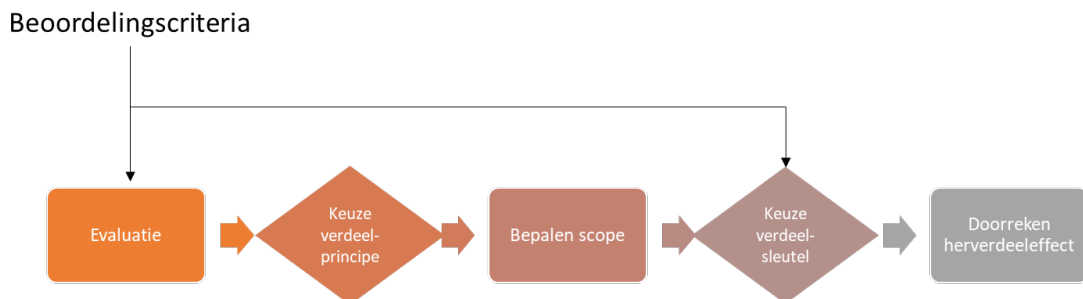 Beoordelingscriteria
Evaluatie
Keuze
verdeel-
principe
Bepalen scope
Keuze
verdeel-
sleutel
Doorreken
herverdeeleffect